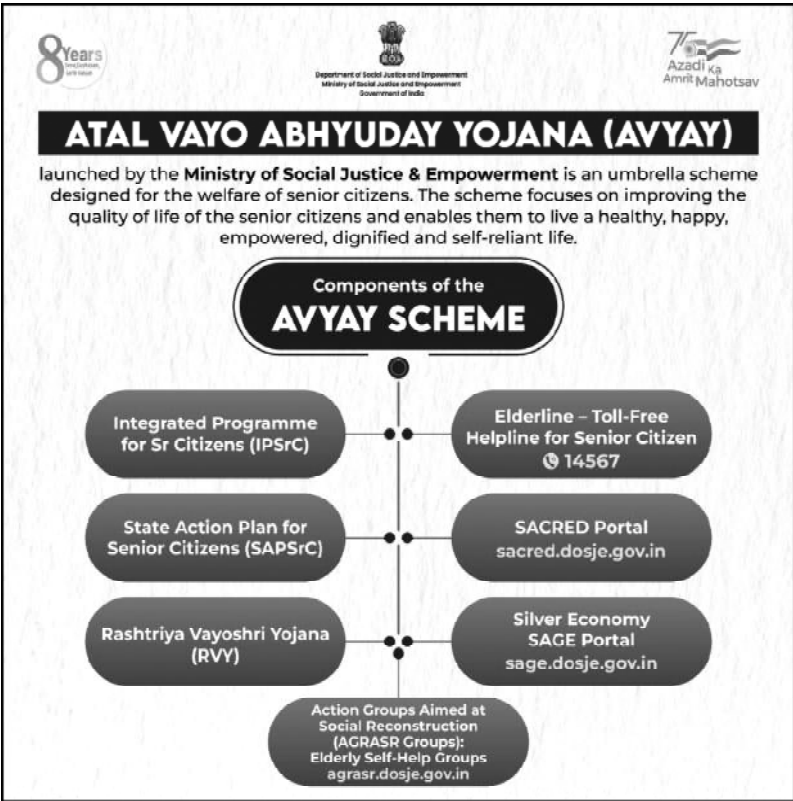 8 Years
Department of Social Justice and Empowerment
Ministry of Social Justice and Empowerment
Government of India
75
Azadi Ka
Amrit Mahotsav
ATAL VAYO ABHYUDAY YOJANA (AVYAY)
launched by the Ministry of Social Justice & Empowerment is an umbrella scheme
designed for the welfare of senior citizens. The scheme focuses on improving the
quality of life of the senior citizens and enables them to live a healthy, happy,
empowered, dignified and self-reliant life.
Components of the
AVYAY SCHEME
Integrated Programme
for Sr Citizens (IPSrC)
Elderline – Toll-Free
Helpline for Senior Citizen
14567
State Action Plan for
Senior Citizens (SAPSrC)
SACRED Portal
sacred.dosje.gov.in
Rashtriya Vayoshri Yojana
(RVY)
Silver Economy
SAGE Portal
sage.dosje.gov.in
Action Groups Aimed at
Social Reconstruction
(AGRASR Groups):
Elderly Self-Help Groups
agrasr.dosje.gov.in